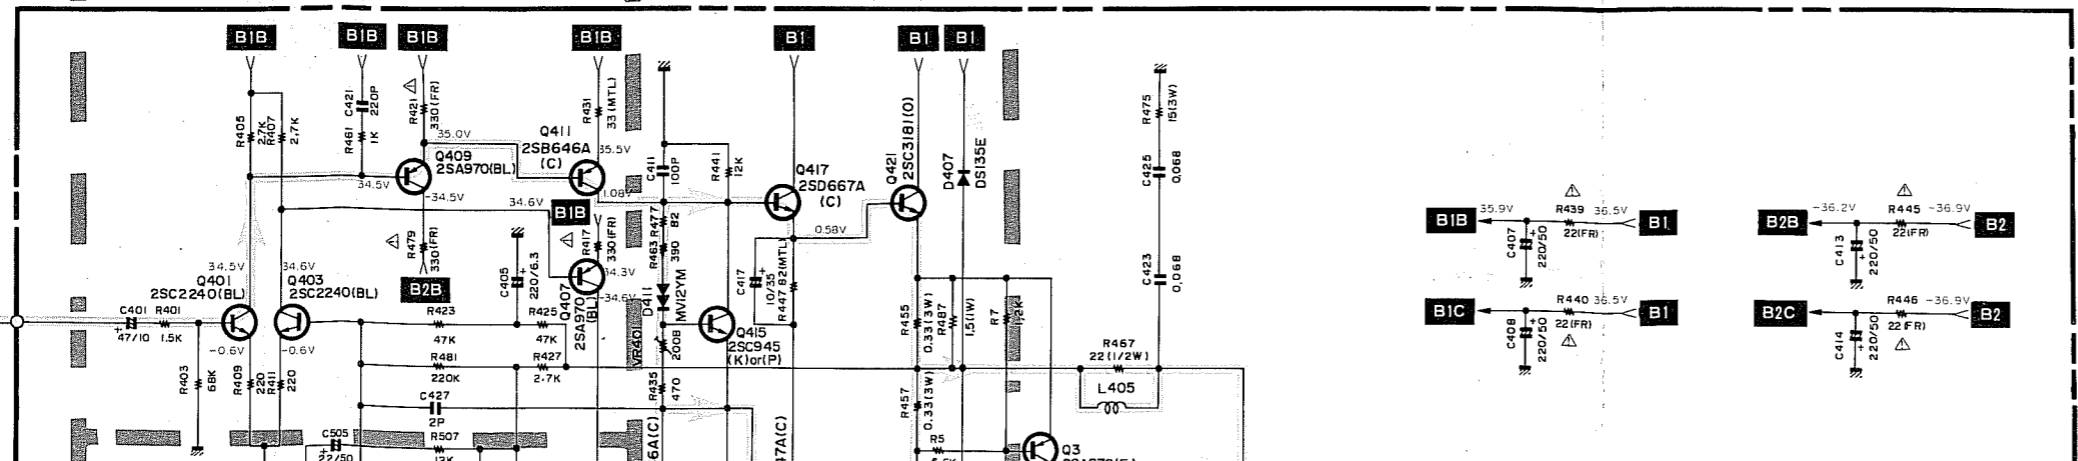 B1B
B1B
B1B
B1B
B1
B1
B1
R405
2.7K
R407
2.7K
C421
220P
R461
1K
R421
330(FR)
35.0V
Q409
2SA970(BL)
34.5V
-34.5V
Q411
2SB646A
(C)
R431
33(MTL)
35.5V
1.08V
C411
100P
R441
12K
Q417
2SD667A
(C)
Q421
2SC3181(O)
D407
DS135E
R475
15(3W)
C425
0.068
C423
0.068
34.6V
B1B
R417
330(FR)
R479
330(FR)
B2B
R477
82
R463
390
D411
MV12YM
0.58V
C417
10/35
R447 82(MTL)
34.5V
34.6V
Q401
2SC2240(BL)
Q403
2SC2240(BL)
C405
220/6.3
Q407
2SA970
(BL)
34.3V
-34.6V
C401
47/10
R401
1.5K
-0.6V
-0.6V
R403
68K
R409
220
R411
220
R423
47K
R425
47K
R481
220K
R427
2.7K
C427
2P
C505
22/50
R507
VR401
200B
R435
470
Q415
2SC945
(K)or(P)
6A(C)
47A(C)
R455
0.33(3W)
R487
1.5(1W)
R7
1.2K
R457
0.33(3W)
R5
Q3
R467
22(1/2W)
L405
B1B
35.9V
R439
36.5V
22(FR)
B1
C407
220/50
B1C
R440
36.5V
22(FR)
B1
C408
220/50
B2B
-36.2V
R445
-36.9V
22(FR)
B2
C413
220/50
B2C
R446
-36.9V
22(FR)
B2
C414
220/50